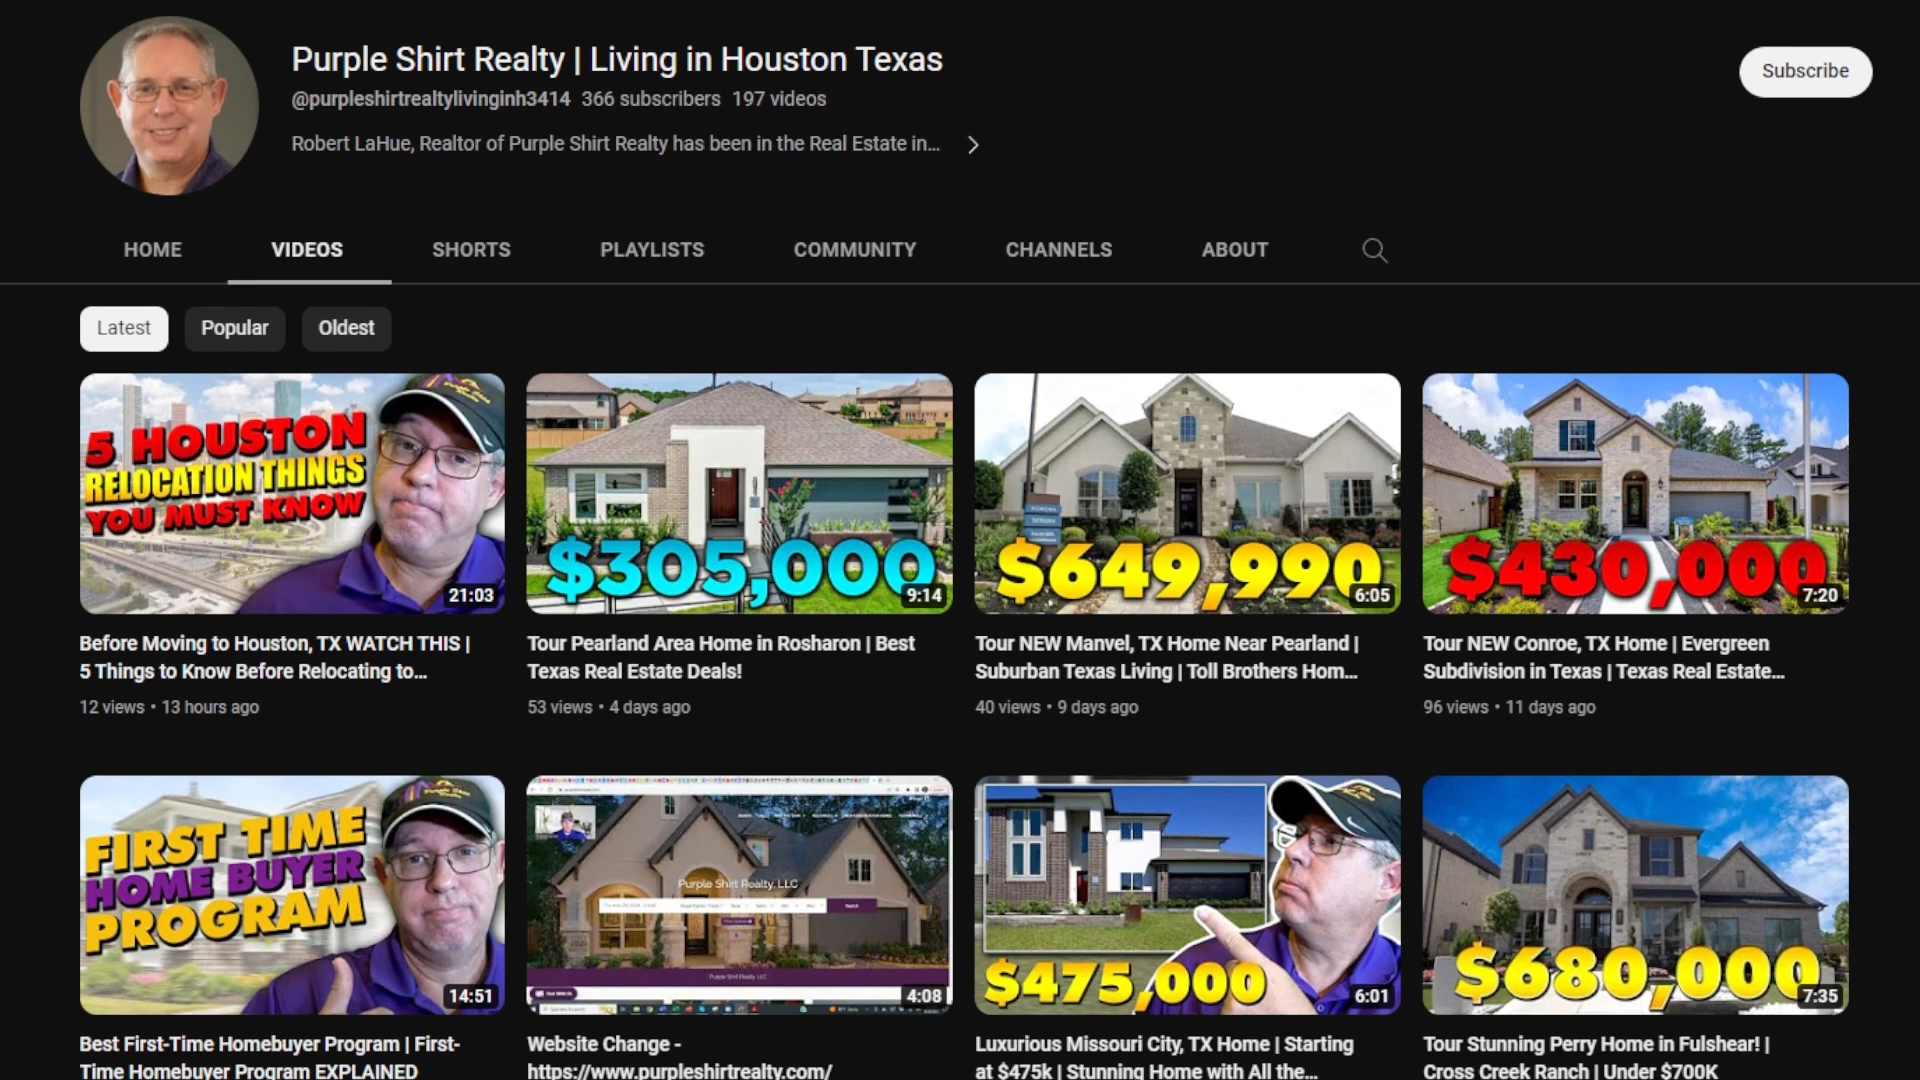 Purple Shirt Realty | Living in Houston Texas
@purpleshirtrealtylivinginh3414 366 subscribers 197 videos
Robert LaHue, Realtor of Purple Shirt Realty has been in the Real Estate in...
Subscribe
HOME VIDEOS SHORTS PLAYLISTS COMMUNITY CHANNELS ABOUT
Latest Popular Oldest
5 HOUSTON
RELOCATION THINGS
YOU MUST KNOW
21:03
Before Moving to Houston, TX WATCH THIS |
5 Things to Know Before Relocating to...
12 views • 13 hours ago
$305,000
9:14
Tour Pearland Area Home in Rosharon | Best
Texas Real Estate Deals!
53 views • 4 days ago
$649,990
6:05
Tour NEW Manvel, TX Home Near Pearland |
Suburban Texas Living | Toll Brothers Hom...
40 views • 9 days ago
$430,000
7:20
Tour NEW Conroe, TX Home | Evergreen
Subdivision in Texas | Texas Real Estate...
96 views • 11 days ago
Purple Shirt
Realty
FIRST TIME
HOME BUYER
PROGRAM
14:51
Best First-Time Homebuyer Program | First-
Time Homebuyer Program EXPLAINED
Purple Shirt Realty, LLC
Search
Purple Shirt Realty, LLC
4:08
Website Change -
https://www.purpleshirtrealty.com/
$475,000
6:01
Luxurious Missouri City, TX Home | Starting
at $475k | Stunning Home with All the...
$680,000
7:35
Tour Stunning Perry Home in Fulshear! |
Cross Creek Ranch | Under $700K